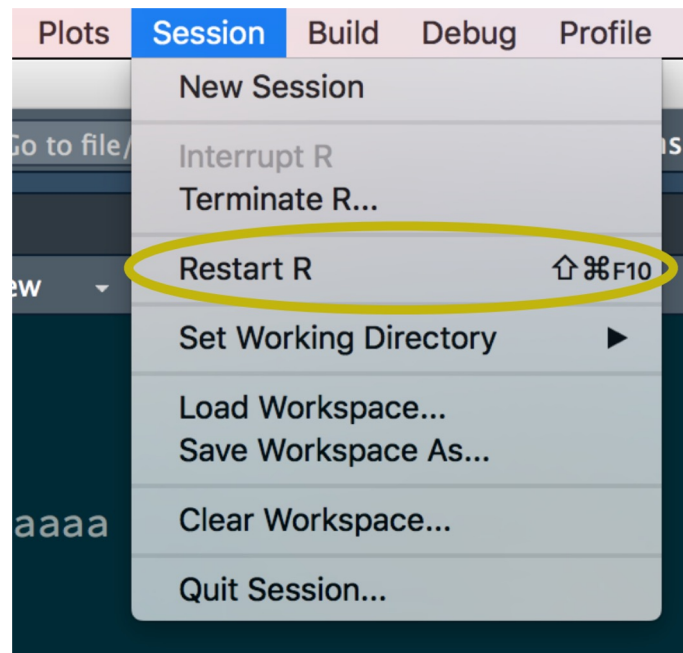 Plots Session Build Debug Profile
New Session
Go to file/
Interrupt R
Terminate R...
Restart R ⇧⌘F10
Set Working Directory ▶
Load Workspace...
Save Workspace As...
aaaa
Clear Workspace...
Quit Session...